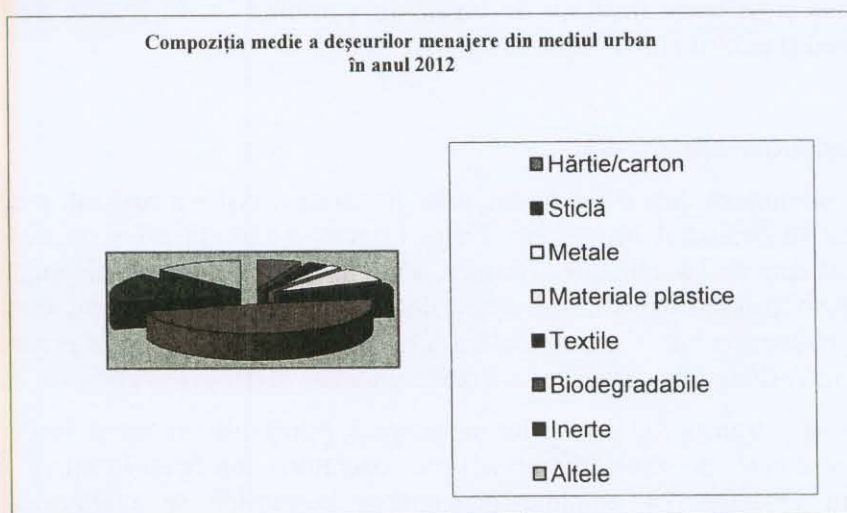 Compoziția medie a deșeurilor menajere din mediul urban
în anul 2012
Hărtie/carton
Sticlă
Metale
Materiale plastice
Textile
Biodegradabile
Inerte
Altele